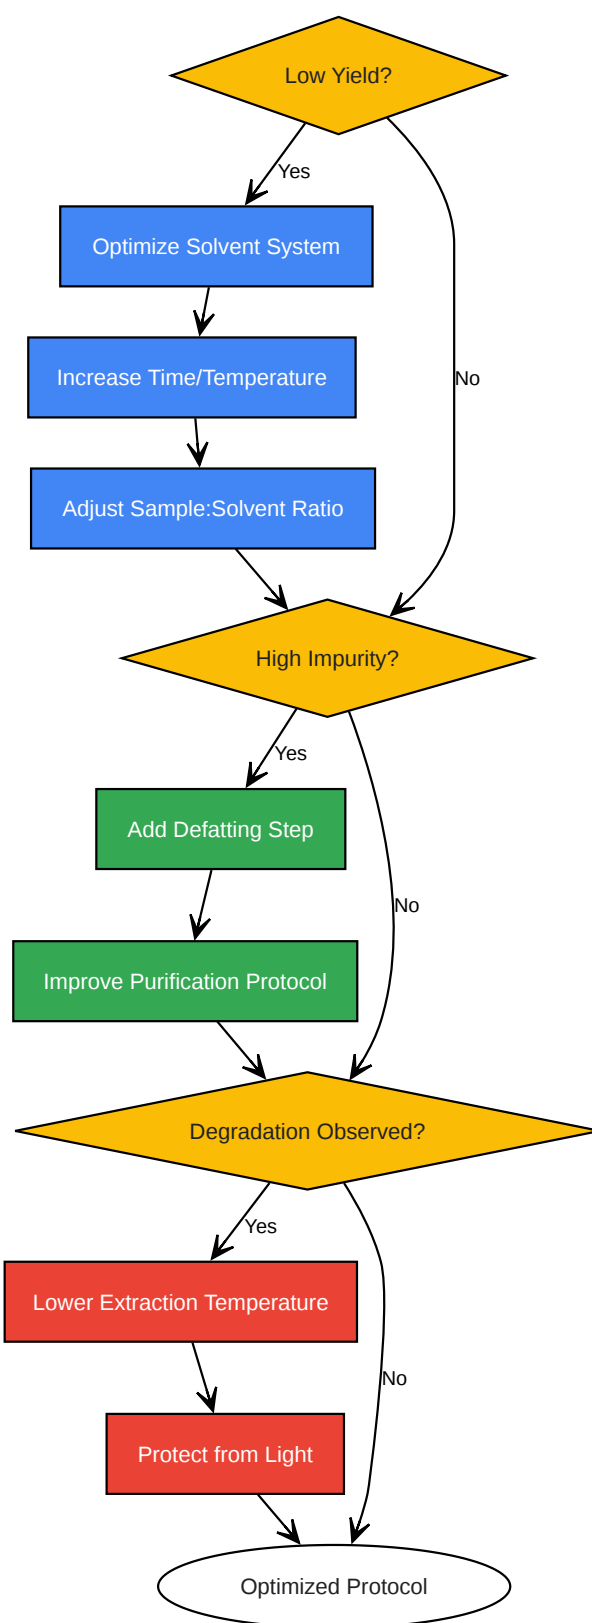 Low Yield?
Yes
Optimize Solvent System
Increase Time/Temperature
No
Adjust Sample:Solvent Ratio
High Impurity?
Yes
Add Defatting Step
No
Improve Purification Protocol
Degradation Observed?
Yes
Lower Extraction Temperature
No
Protect from Light
Optimized Protocol